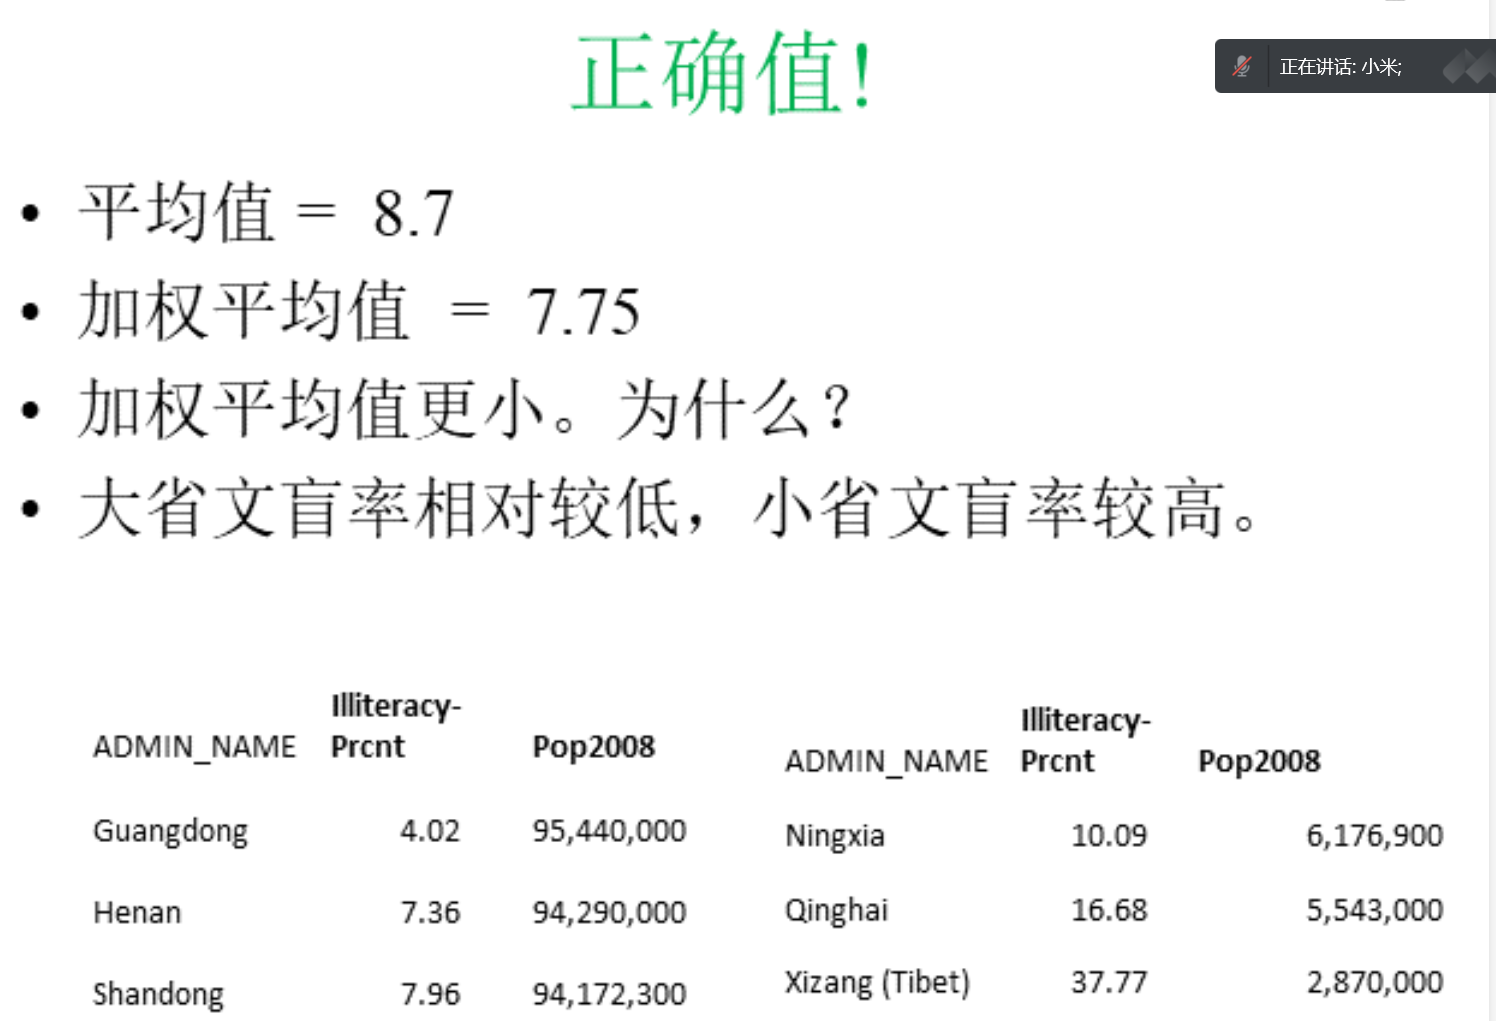 正确值!
正在讲话: 小米;
• 平均值 = 8.7
• 加权平均值 = 7.75
• 加权平均值更小。为什么?
• 大省文盲率相对较低，小省文盲率较高。
ADMIN_NAME Illiteracy-Prcnt Pop2008
Guangdong 4.02 95,440,000
Henan 7.36 94,290,000
Shandong 7.96 94,172,300
ADMIN_NAME Illiteracy-Prcnt Pop2008
Ningxia 10.09 6,176,900
Qinghai 16.68 5,543,000
Xizang (Tibet) 37.77 2,870,000